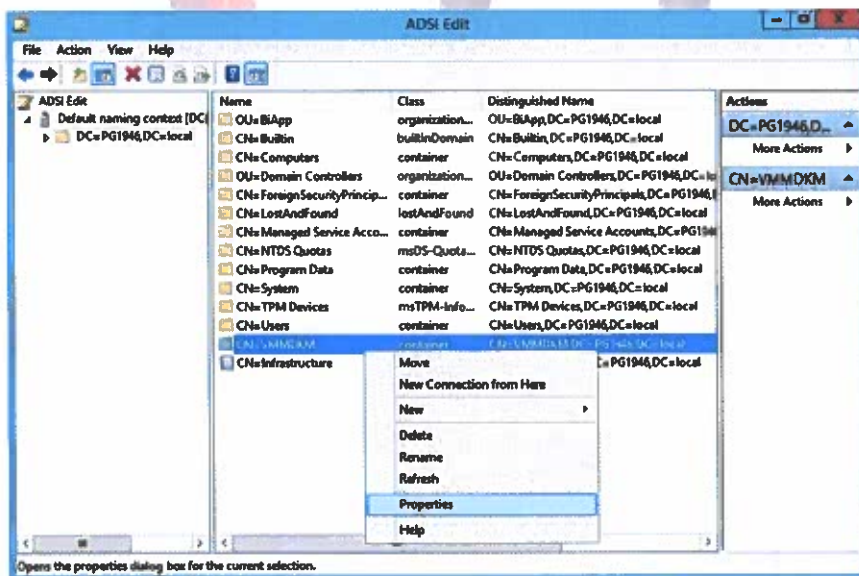 ADSI Edit
File Action View Help
ADSI Edit
Default naming context [DC
DC=PG1946,DC=local
Name Class Distinguished Name
OU=BiApp organization... OU=BiApp,DC=PG1946,DC=local
CN=Builtin builtinDomain CN=Builtin,DC=PG1946,DC=local
CN=Computers container CN=Computers,DC=PG1946,DC=local
OU=Domain Controllers organization... OU=Domain Controllers,DC=PG1946,DC=lo
CN=ForeignSecurityPrincip... container CN=ForeignSecurityPrincipals,DC=PG1946,
CN=LostAndFound lostAndFound CN=LostAndFound,DC=PG1946,DC=local
CN=Managed Service Acco... container CN=Managed Service Accounts,DC=PG194
CN=NTDS Quotas msDS-Quota... CN=NTDS Quotas,DC=PG1946,DC=local
CN=Program Data container CN=Program Data,DC=PG1946,DC=local
CN=System container CN=System,DC=PG1946,DC=local
CN=TPM Devices msTPM-Info... CN=TPM Devices,DC=PG1946,DC=local
CN=Users container CN=Users,DC=PG1946,DC=local
CN=VMMDKM container CN=VMMDKM,DC=PG1946,DC=local
CN=Infrastructure C=PG1946,DC=local
Move
New Connection from Here
New
Delete
Rename
Refresh
Properties
Help
Actions
DC=PG1946,D...
More Actions
CN=VMMDKM
More Actions
Opens the properties dialog box for the current selection.